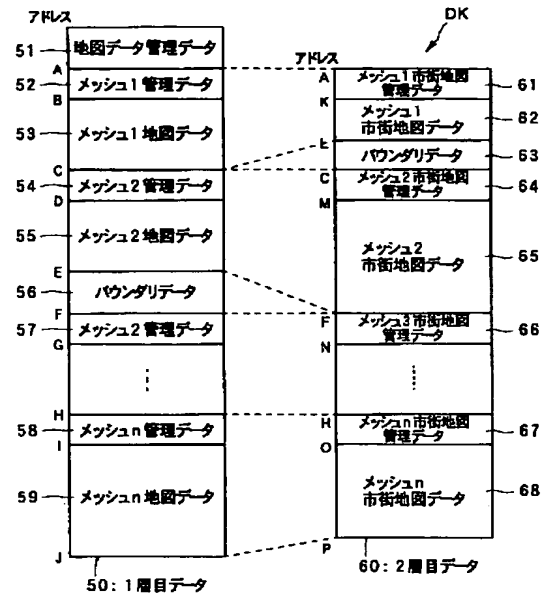 DK
アドレス
51
地図データ管理データ
A
52
メッシュ1管理データ
B
53
メッシュ1地図データ
C
54
メッシュ2管理データ
D
55
メッシュ2地図データ
E
56
バウンダリデータ
F
57
メッシュ2管理データ
G
H
58
メッシュn管理データ
I
59
メッシュn地図データ
J
50:1層目データ
アドレス
A
メッシュ1市街地図
管理データ
61
K
メッシュ1
市街地図データ
62
L
バウンダリデータ
63
C
メッシュ2市街地図
管理データ
64
M
メッシュ2
市街地図データ
65
F
メッシュ3市街地図
管理データ
66
N
H
メッシュn市街地図
管理データ
67
O
メッシュn
市街地図データ
68
P
60:2層目データ